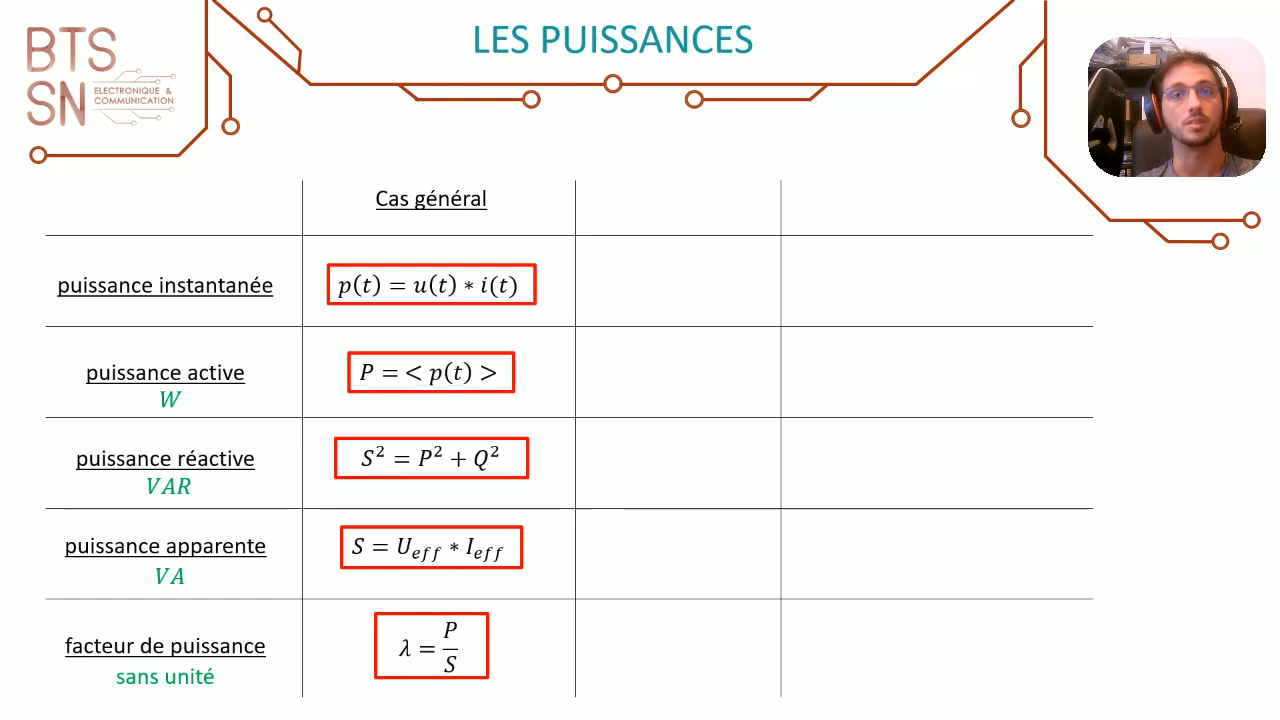 BTS
SN
ELECTRONIQUE &
COMMUNICATION
LES PUISSANCES
Cas général
puissance instantanée
p(t) = u(t) ∗ i(t)
puissance active
W
P = < p(t) >
puissance réactive
VAR
S² = P² + Q²
puissance apparente
VA
S = U_eff ∗ I_eff
facteur de puissance
sans unité
λ = P/S